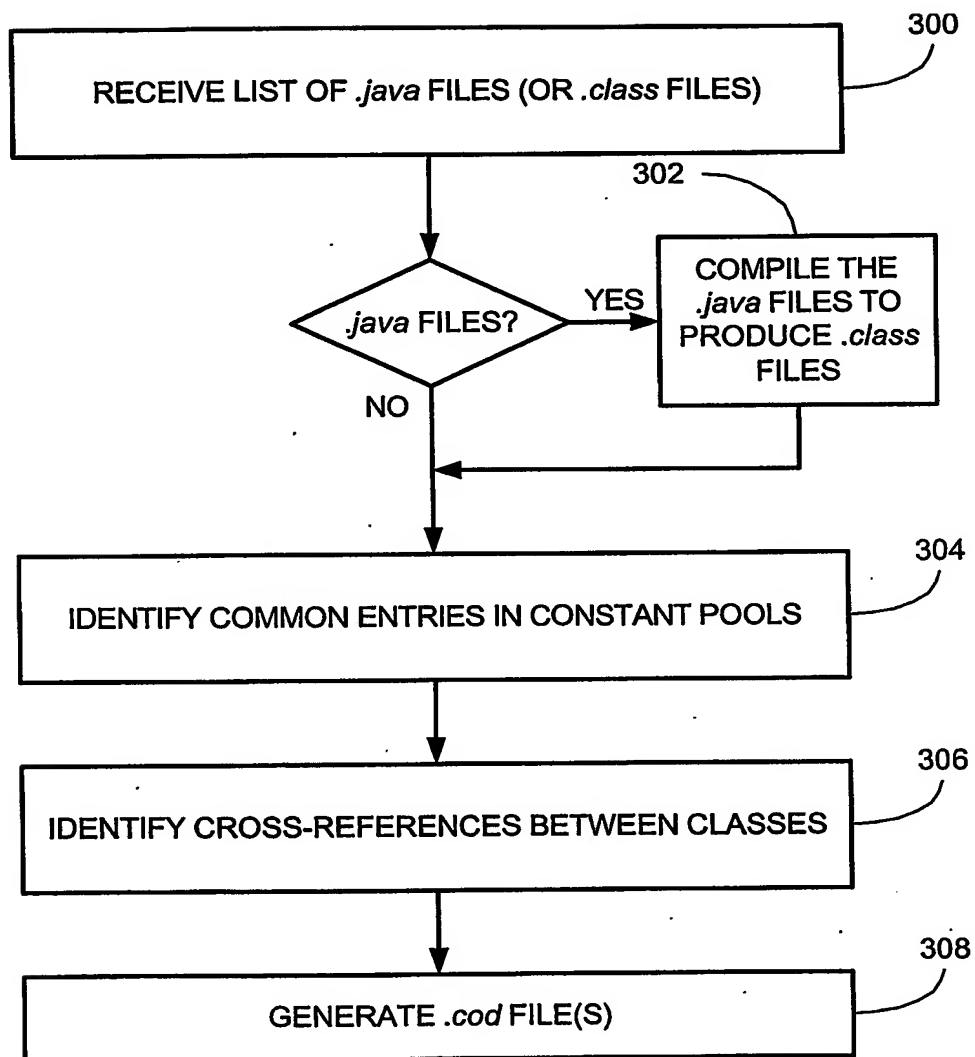 300
RECEIVE LIST OF .java FILES (OR .class FILES)
302
COMPILE THE
.java FILES TO
PRODUCE .class
FILES
.java FILES?
YES
NO
304
IDENTIFY COMMON ENTRIES IN CONSTANT POOLS
306
IDENTIFY CROSS-REFERENCES BETWEEN CLASSES
308
GENERATE .cod FILE(S)